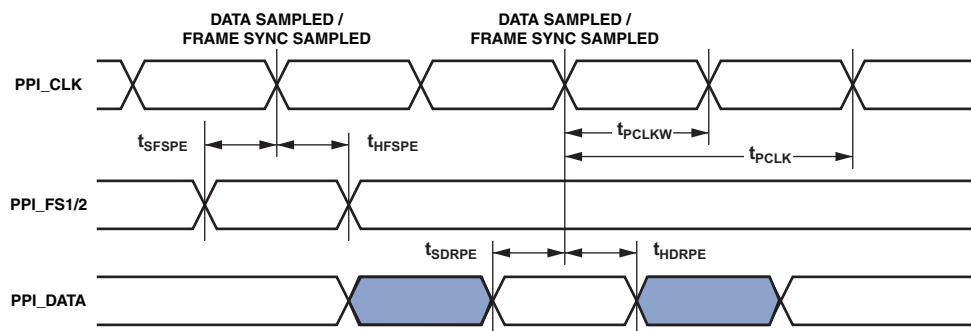 DATA SAMPLED /
FRAME SYNC SAMPLED
DATA SAMPLED /
FRAME SYNC SAMPLED
PPI_CLK
tPCLKW
tSFSPE
tHFSPE
tPCLK
PPI_FS1/2
tSDRPE
tHDRPE
PPI_DATA